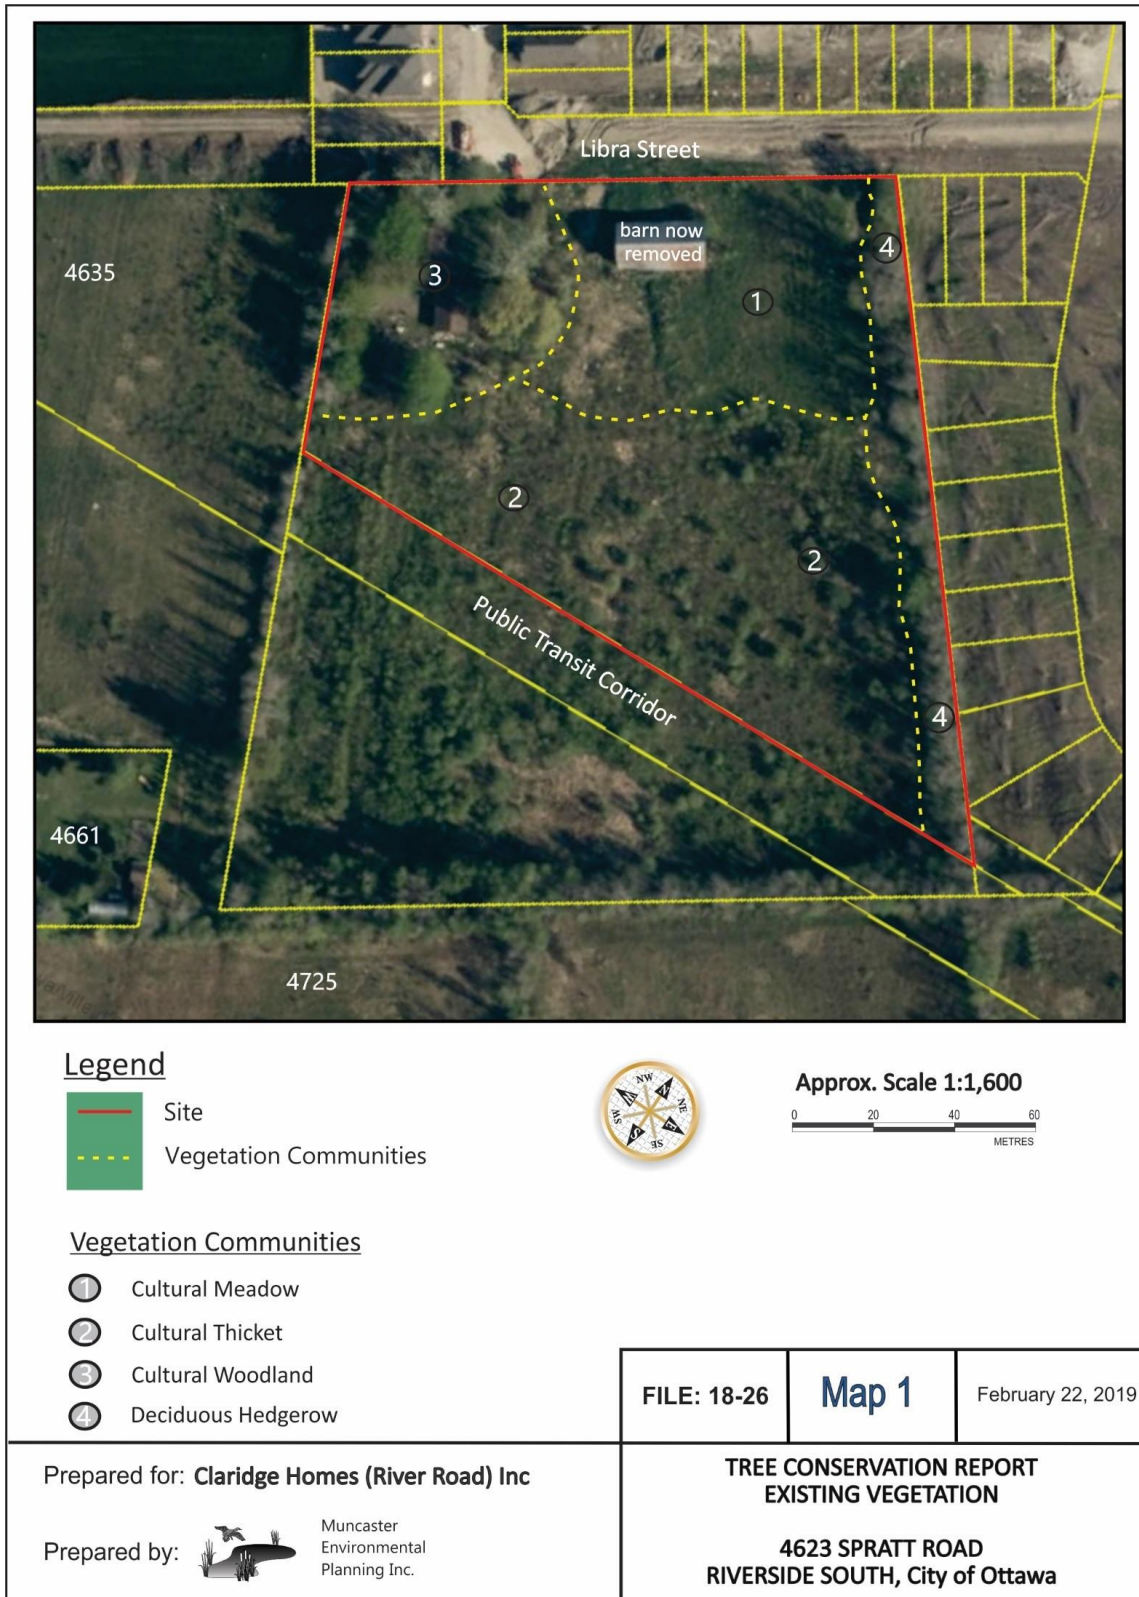 Libra Street
barn now
removed
4635
3
4
1
2
2
Public Transit Corridor
4
4661
4725
Legend
Site
Vegetation Communities
NW
N
NE
E
SE
S
SW
W
Approx. Scale 1:1,600
0 20 40 60
METRES
Vegetation Communities
1 Cultural Meadow
2 Cultural Thicket
3 Cultural Woodland
4 Deciduous Hedgerow
FILE: 18-26
Map 1
February 22, 2019
Prepared for: Claridge Homes (River Road) Inc
Prepared by:
Muncaster
Environmental
Planning Inc.
TREE CONSERVATION REPORT
EXISTING VEGETATION
4623 SPRATT ROAD
RIVERSIDE SOUTH, City of Ottawa